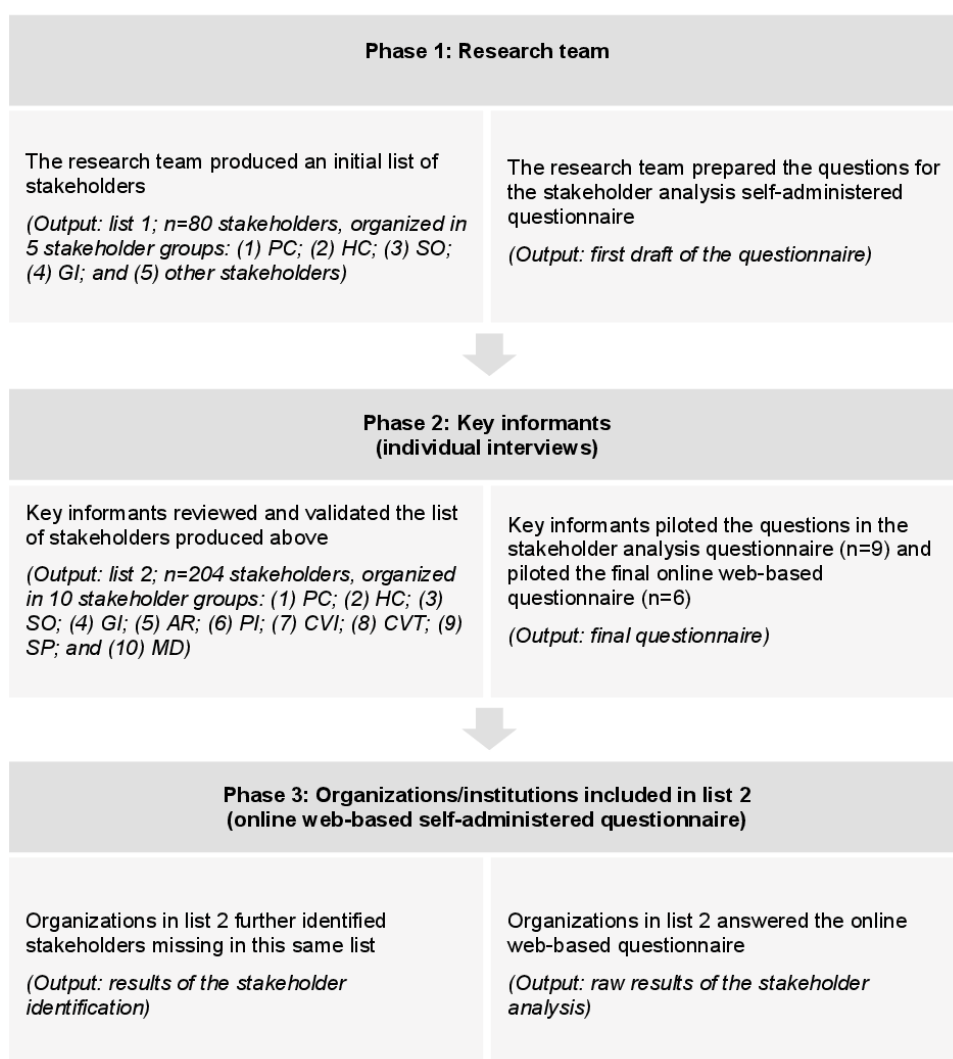 Phase 1: Research team
The research team produced an initial list of
stakeholders
(Output: list 1; n=80 stakeholders, organized in
5 stakeholder groups: (1) PC; (2) HC; (3) SO;
(4) GI; and (5) other stakeholders)
The research team prepared the questions for
the stakeholder analysis self-administered
questionnaire
(Output: first draft of the questionnaire)
Phase 2: Key informants
(individual interviews)
Key informants reviewed and validated the list
of stakeholders produced above
(Output: list 2; n=204 stakeholders, organized
in 10 stakeholder groups: (1) PC; (2) HC; (3)
SO; (4) GI; (5) AR; (6) PI; (7) CVI; (8) CVT; (9)
SP; and (10) MD)
Key informants piloted the questions in the
stakeholder analysis questionnaire (n=9) and
piloted the final online web-based
questionnaire (n=6)
(Output: final questionnaire)
Phase 3: Organizations/institutions included in list 2
(online web-based self-administered questionnaire)
Organizations in list 2 further identified
stakeholders missing in this same list
(Output: results of the stakeholder
identification)
Organizations in list 2 answered the online
web-based questionnaire
(Output: raw results of the stakeholder
analysis)